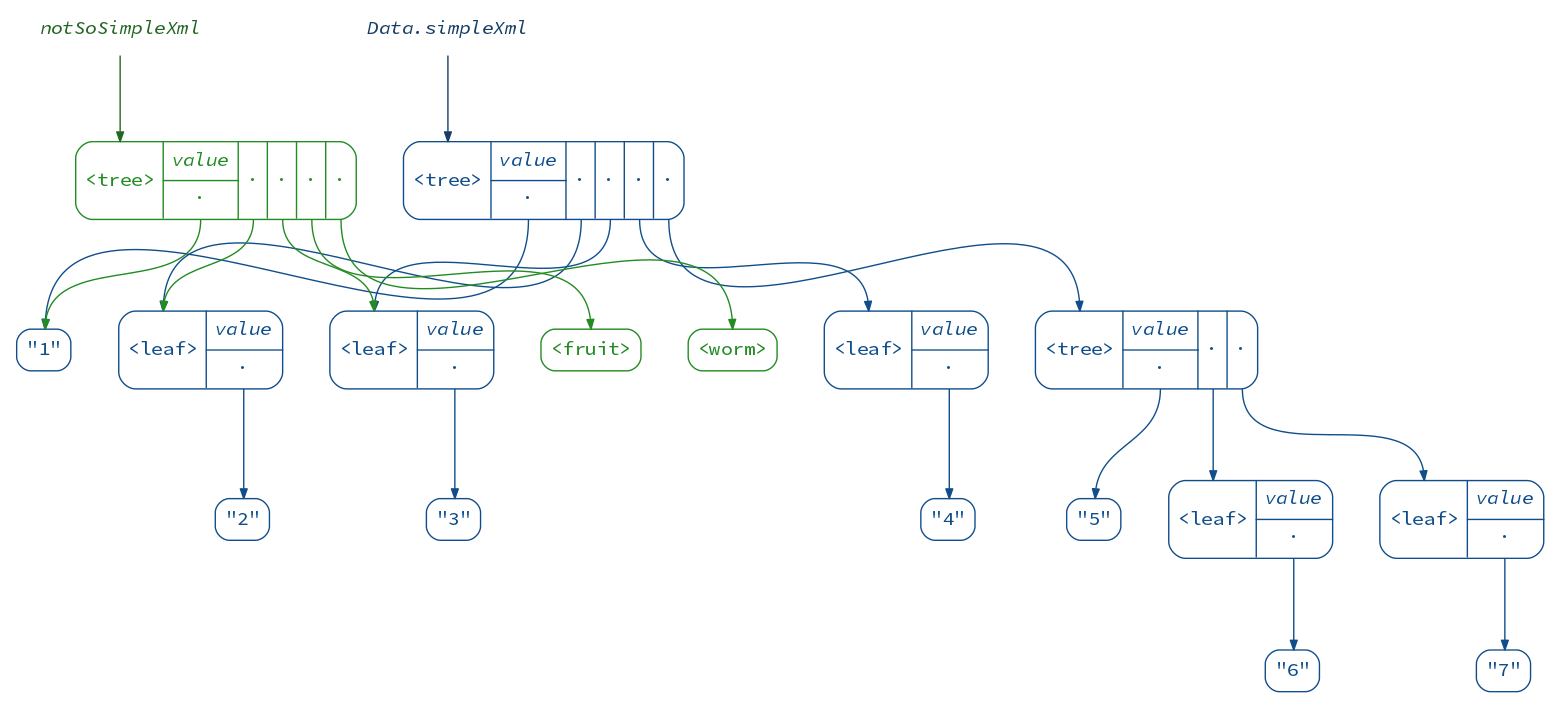 notSoSimpleXml
Data.simpleXml
<tree> value · · · · ·
<tree> value · · · · ·
"1"
<leaf> value ·
<leaf> value ·
<fruit>
<worm>
<leaf> value ·
<tree> value · · ·
"2"
"3"
"4"
"5"
<leaf> value ·
<leaf> value ·
"6"
"7"